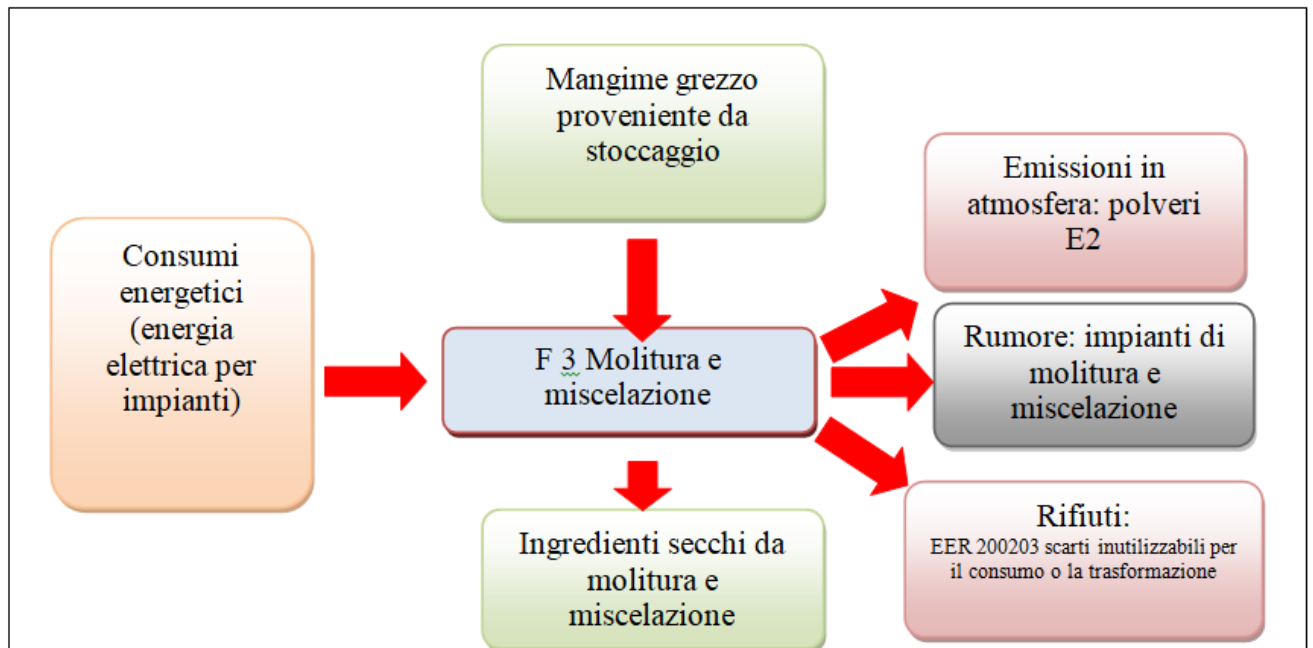 Mangime grezzo
proveniente da
stoccaggio
Emissioni in
atmosfera: polveri
E2
Consumi
energetici
(energia
elettrica per
impianti)
F 3 Molitura e
miscelazione
Rumore: impianti di
molitura e
miscelazione
Ingredienti secchi da
molitura e
miscelazione
Rifiuti:
EER 200203 scarti inutilizzabili per
il consumo o la trasformazione